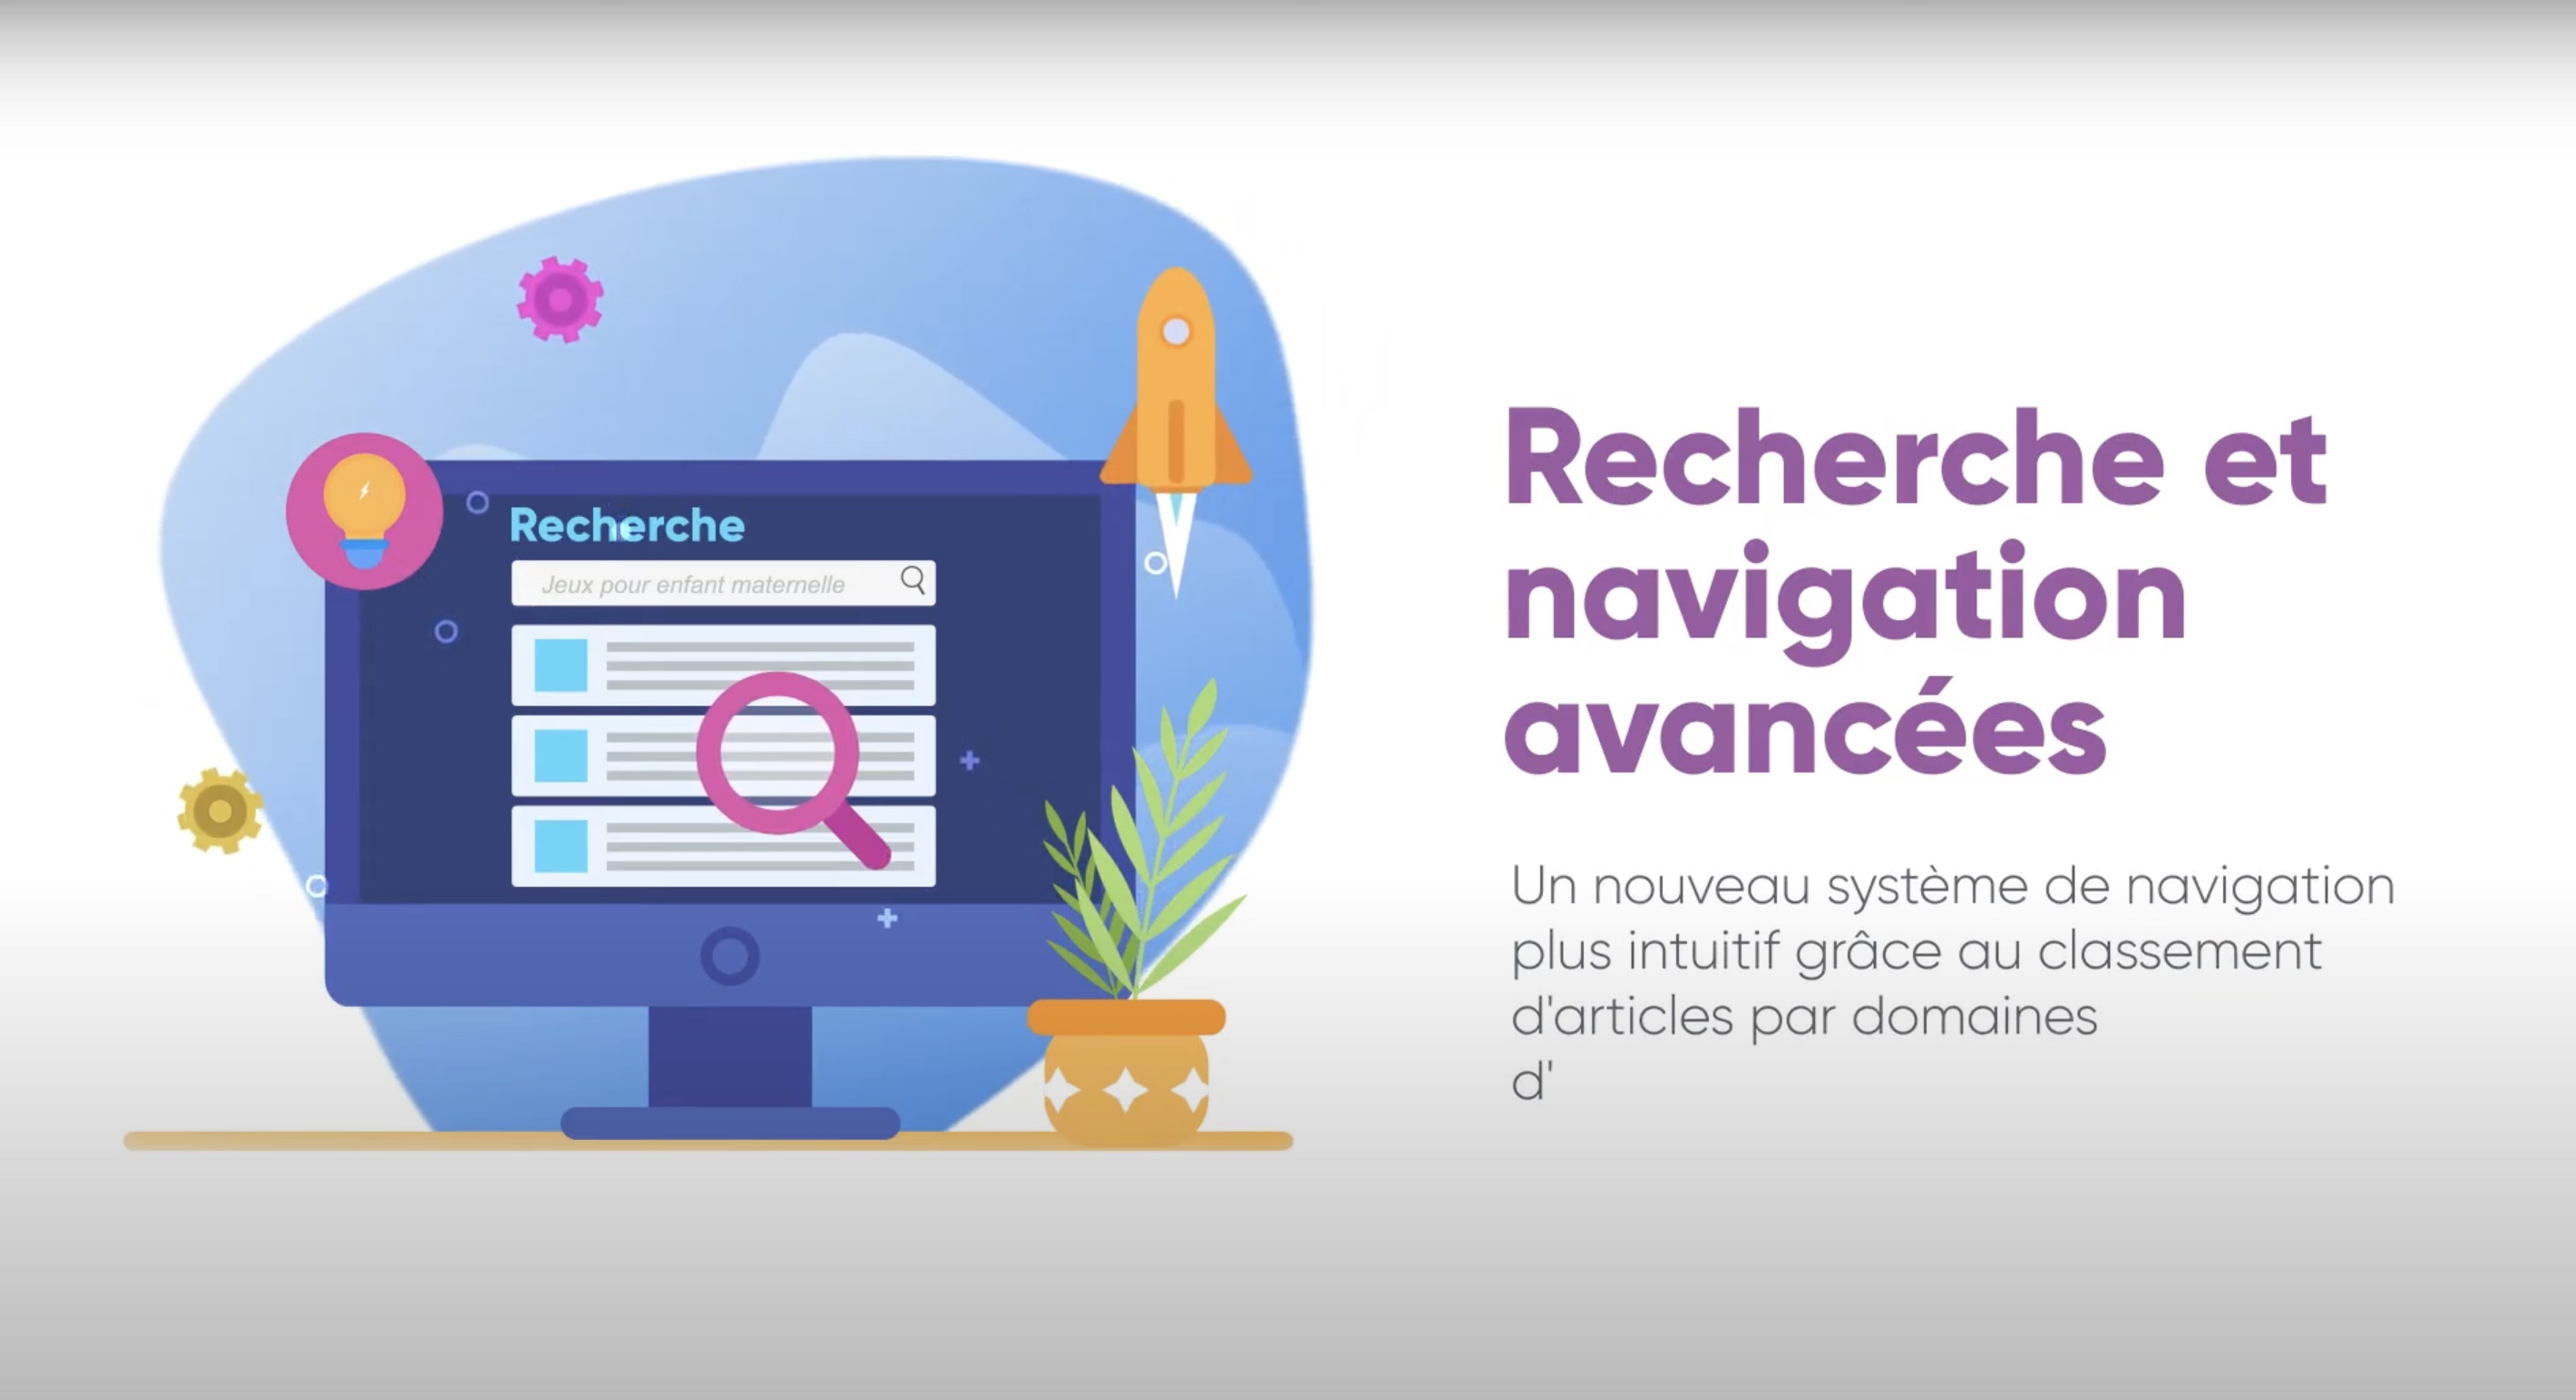 Recherche
Jeux pour enfant maternelle
Recherche et
navigation
avancées
Un nouveau système de navigation
plus intuitif grâce au classement
d'articles par domaines
d'